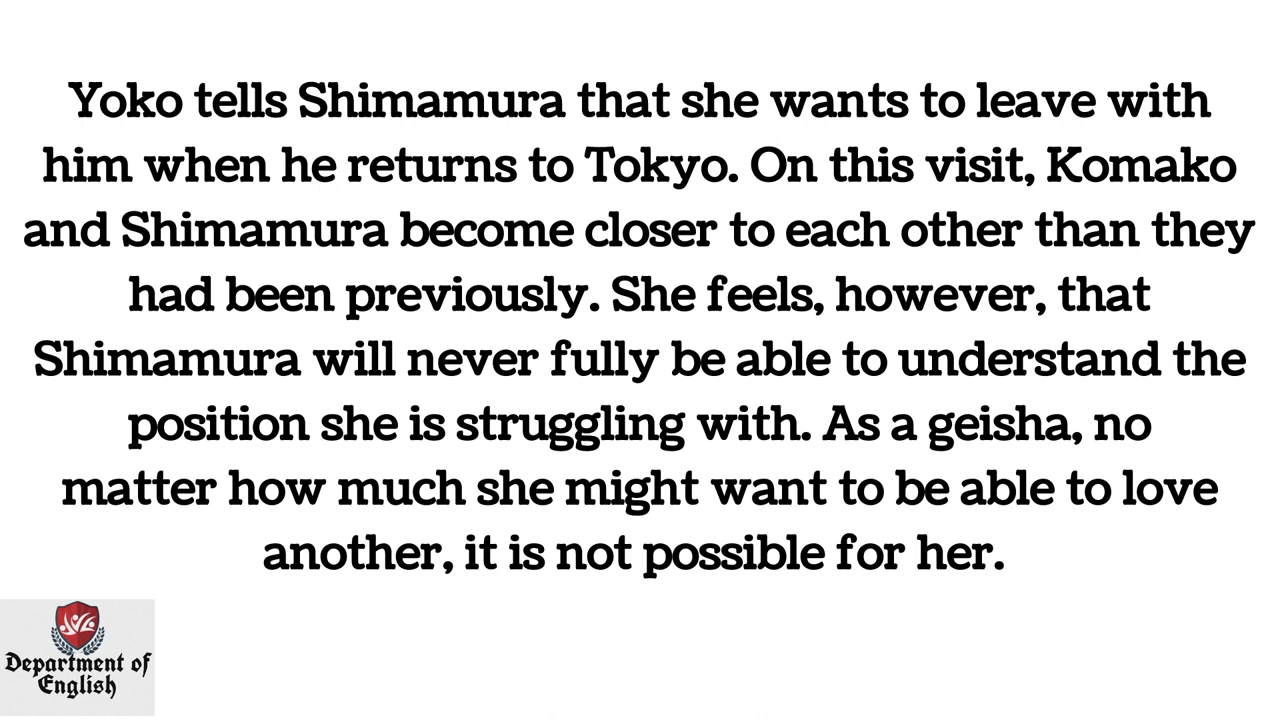 Yoko tells Shimamura that she wants to leave with
him when he returns to Tokyo. On this visit, Komako
and Shimamura become closer to each other than they
had been previously. She feels, however, that
Shimamura will never fully be able to understand the
position she is struggling with. As a geisha, no
matter how much she might want to be able to love
another, it is not possible for her.
Department of
English